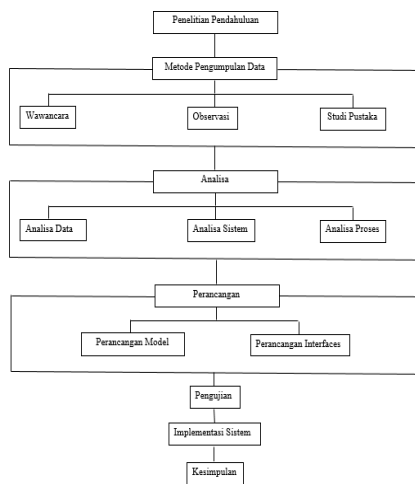 Penelitian Pendahuluan
Metode Pengumpulan Data
Wawancara
Observasi
Studi Pustaka
Analisa
Analisa Data
Analisa Sistem
Analisa Proses
Perancangan
Perancangan Model
Perancangan Interfaces
Pengujian
Implementasi Sistem
Kesimpulan